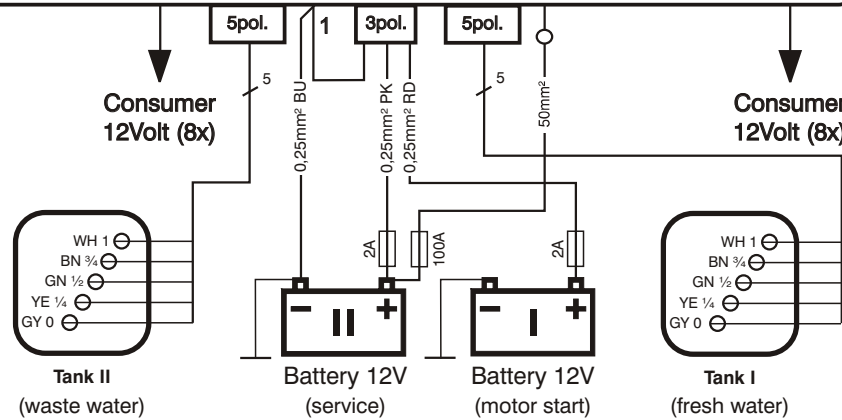 5pol.
1
3pol.
5pol.
5
5
Consumer
12Volt (8x)
Consumer
12Volt (8x)
0,25mm² BU
0,25mm² PK
0,25mm² RD
50mm²
2A
100A
2A
WH 1
BN ¾
GN ½
YE ¼
GY 0
WH 1
BN ¾
GN ½
YE ¼
GY 0
– II +
– I +
Tank II
(waste water)
Battery 12V
(service)
Battery 12V
(motor start)
Tank I
(fresh water)